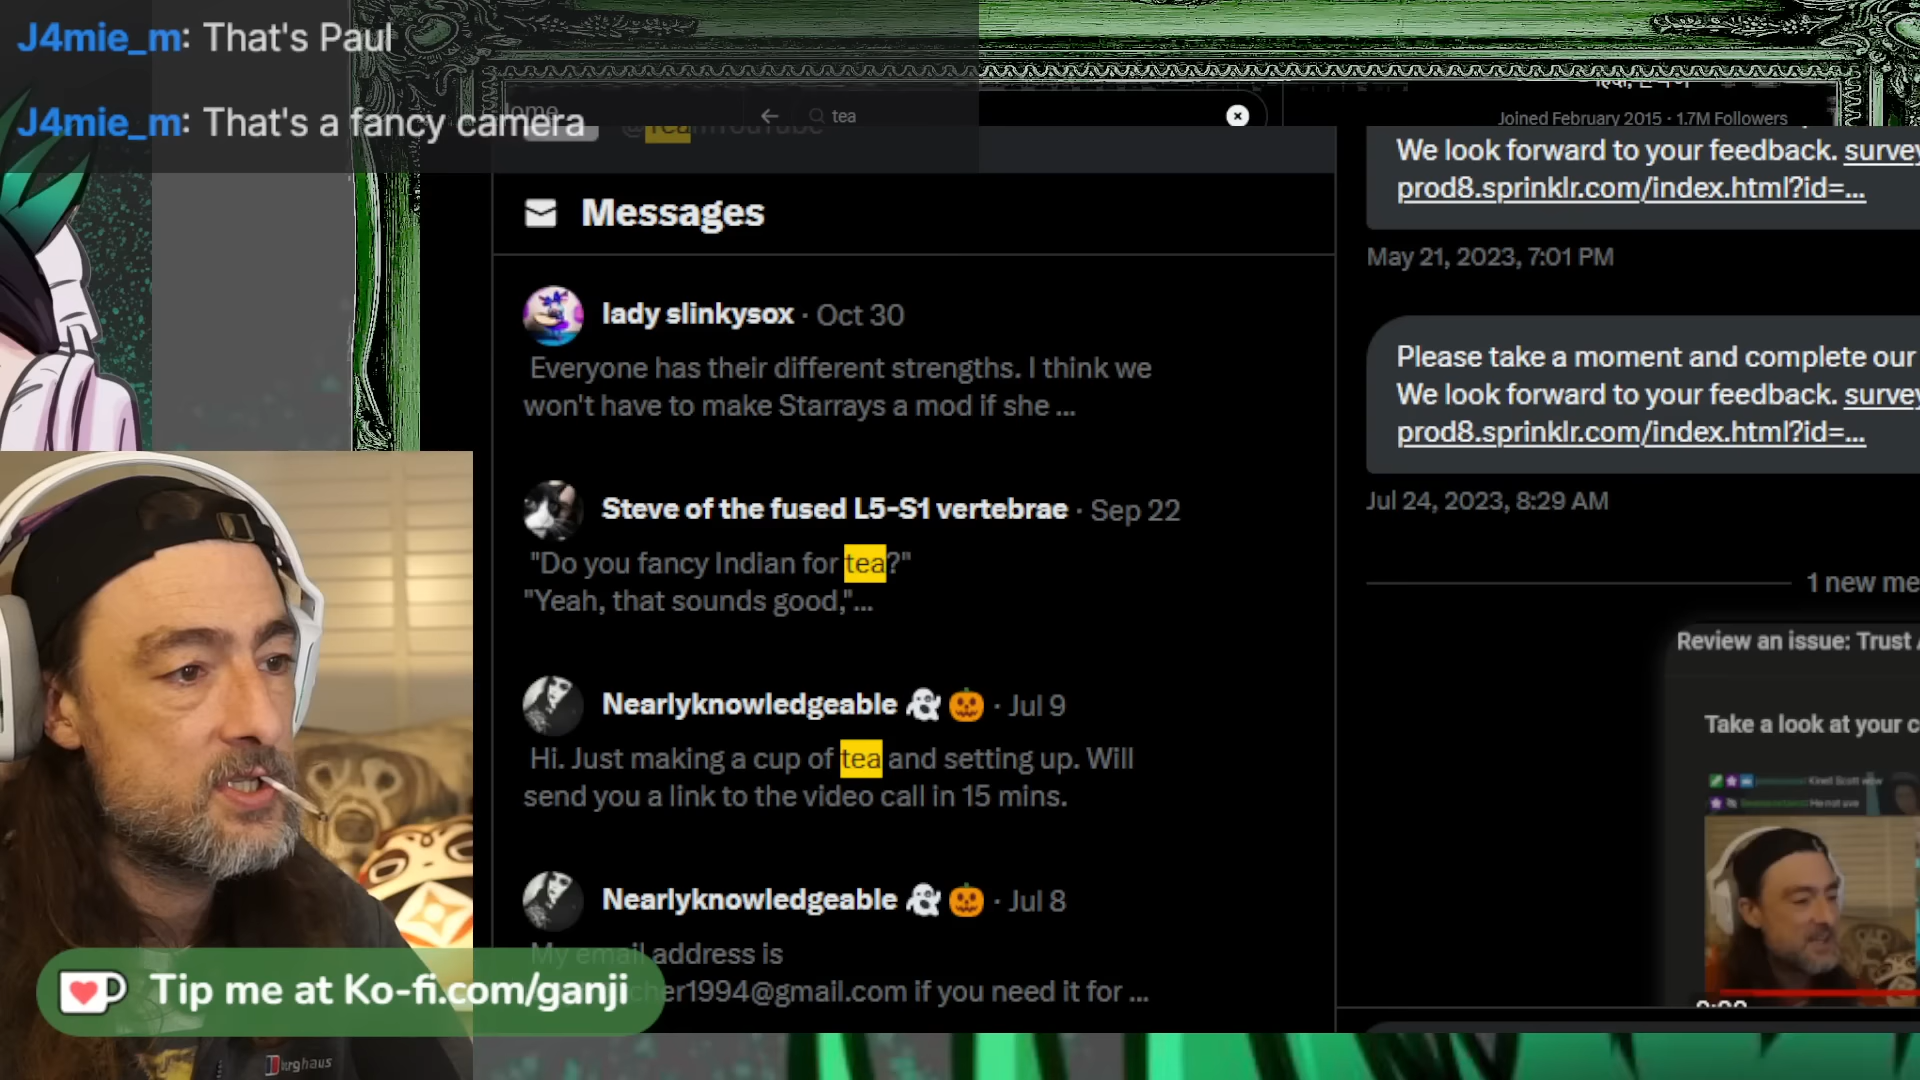 J4mie_m: That's Paul
J4mie_m: That's a fancy camera
tea
Joined February 2015 · 1.7M Followers
Messages
lady slinkysox · Oct 30
Everyone has their different strengths. I think we
won't have to make Starrays a mod if she ...
Steve of the fused L5-S1 vertebrae · Sep 22
"Do you fancy Indian for tea?"
"Yeah, that sounds good,"...
Nearlyknowledgeable 👻 🎃 · Jul 9
Hi. Just making a cup of tea and setting up. Will
send you a link to the video call in 15 mins.
Nearlyknowledgeable 👻 🎃 · Jul 8
My email address is
cher1994@gmail.com if you need it for ...
We look forward to your feedback. survey
prod8.sprinklr.com/index.html?id=...
May 21, 2023, 7:01 PM
Please take a moment and complete our
We look forward to your feedback. survey
prod8.sprinklr.com/index.html?id=...
Jul 24, 2023, 8:29 AM
1 new me
Review an issue: Trust
Take a look at your c
Tip me at Ko-fi.com/ganji